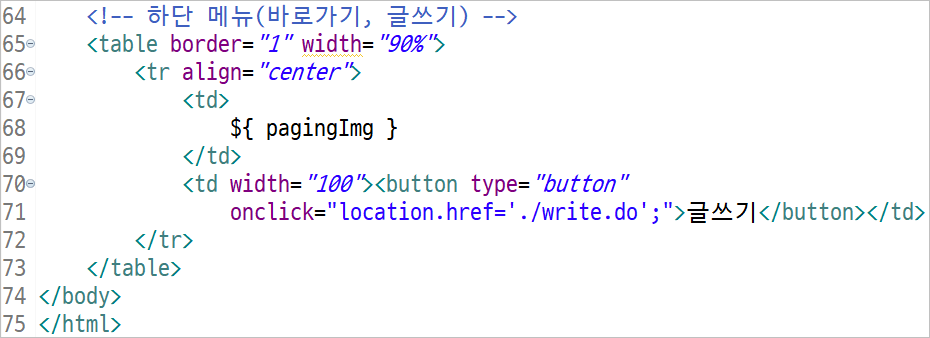 64 <!-- 하단 메뉴(바로가기, 글쓰기) -->
65 <table border="1" width="90%">
66 <tr align="center">
67 <td>
68 ${ pagingImg }
69 </td>
70 <td width="100"><button type="button"
71 onclick="location.href='./write.do';">글쓰기</button></td>
72 </tr>
73 </table>
74 </body>
75 </html>